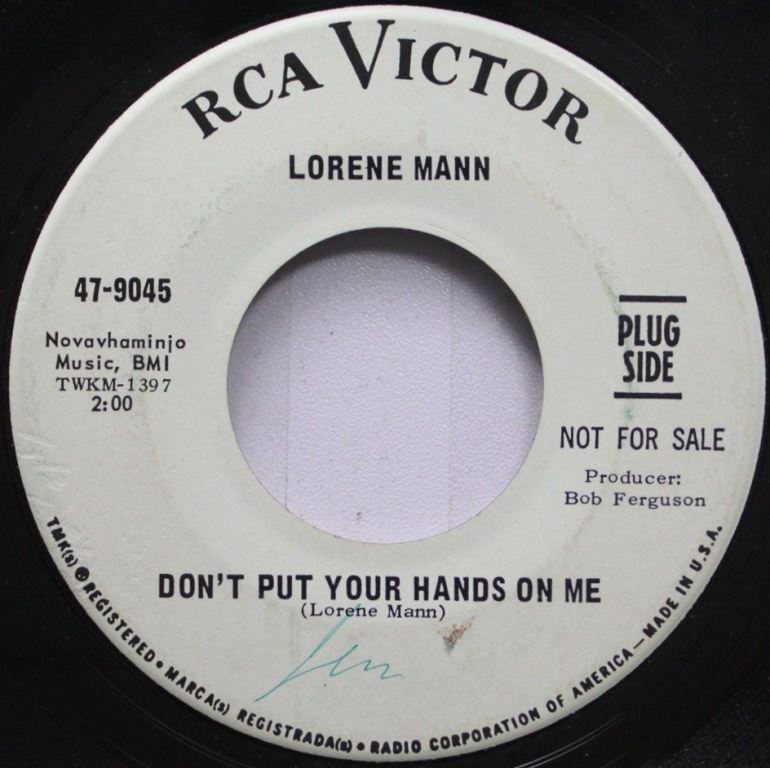 RCA VICTOR
LORENE MANN
47-9045
Novavhaminjo
Music, BMI
TWKM-1397
2:00
PLUG
SIDE
NOT FOR SALE
Producer:
Bob Ferguson
DON'T PUT YOUR HANDS ON ME
(Lorene Mann)
TMK(s) ® REGISTERED • MARCA(s) REGISTRADA(s) • RADIO CORPORATION OF AMERICA — MADE IN U.S.A.